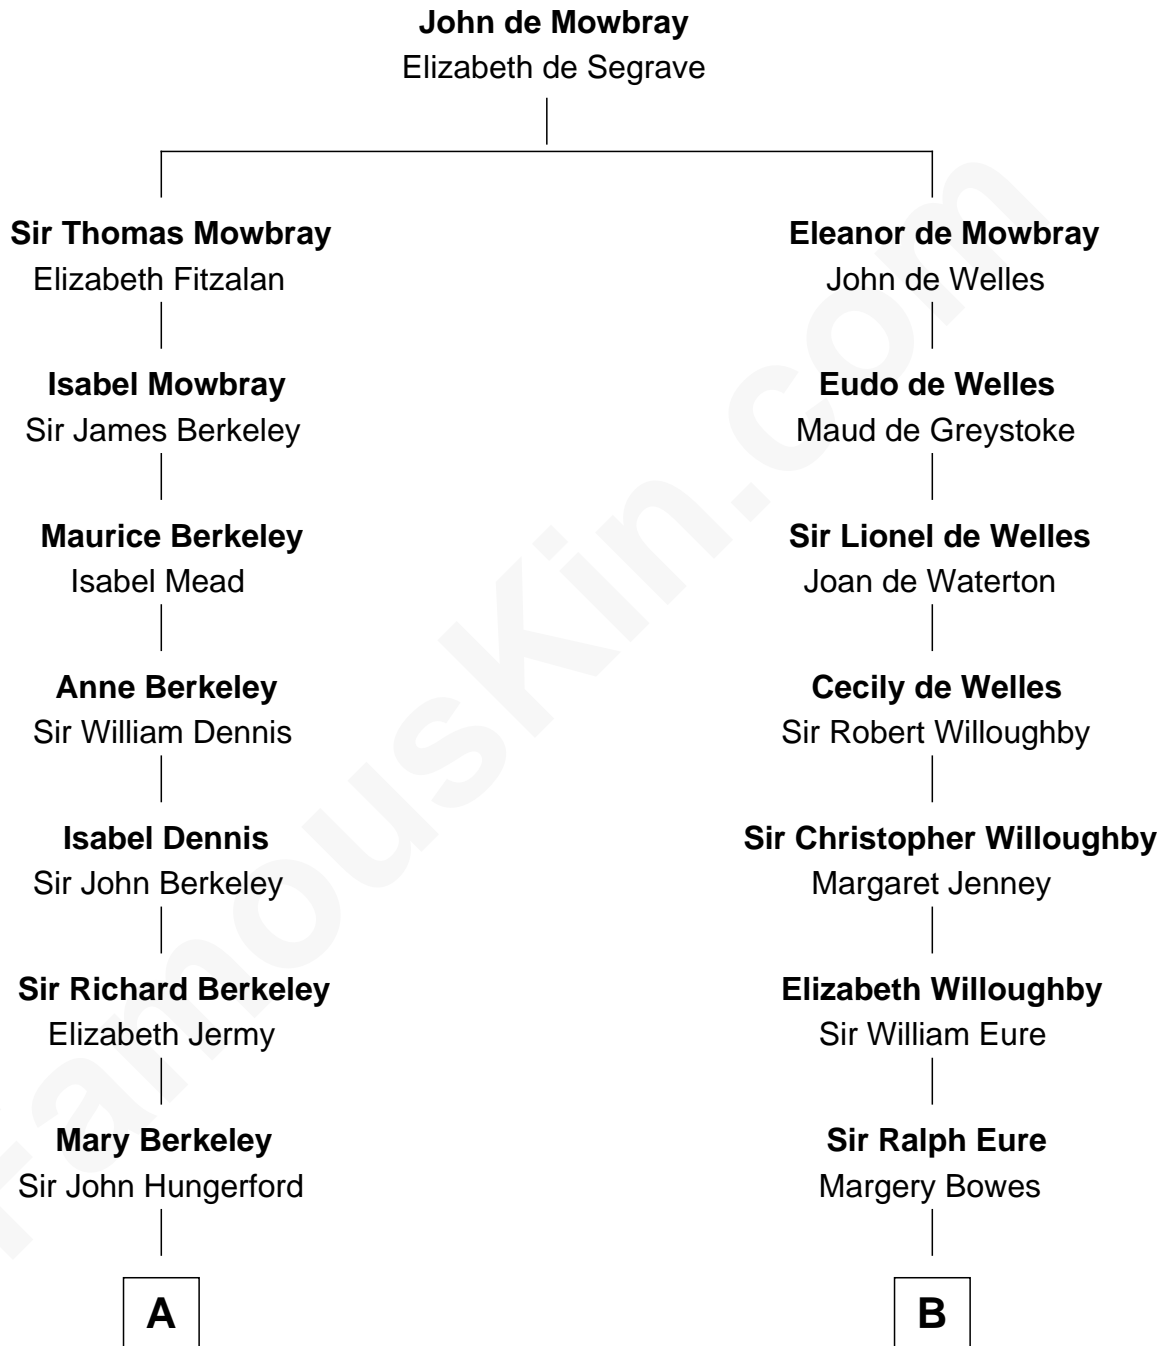 John de Mowbray
Elizabeth de Segrave
Sir Thomas Mowbray
Elizabeth Fitzalan
Eleanor de Mowbray
John de Welles
Isabel Mowbray
Sir James Berkeley
Eudo de Welles
Maud de Greystoke
Maurice Berkeley
Isabel Mead
Sir Lionel de Welles
Joan de Waterton
Anne Berkeley
Sir William Dennis
Cecily de Welles
Sir Robert Willoughby
Isabel Dennis
Sir John Berkeley
Sir Christopher Willoughby
Margaret Jenney
Sir Richard Berkeley
Elizabeth Jermy
Elizabeth Willoughby
Sir William Eure
Mary Berkeley
Sir John Hungerford
Sir Ralph Eure
Margery Bowes
A
B
FamousKin.com